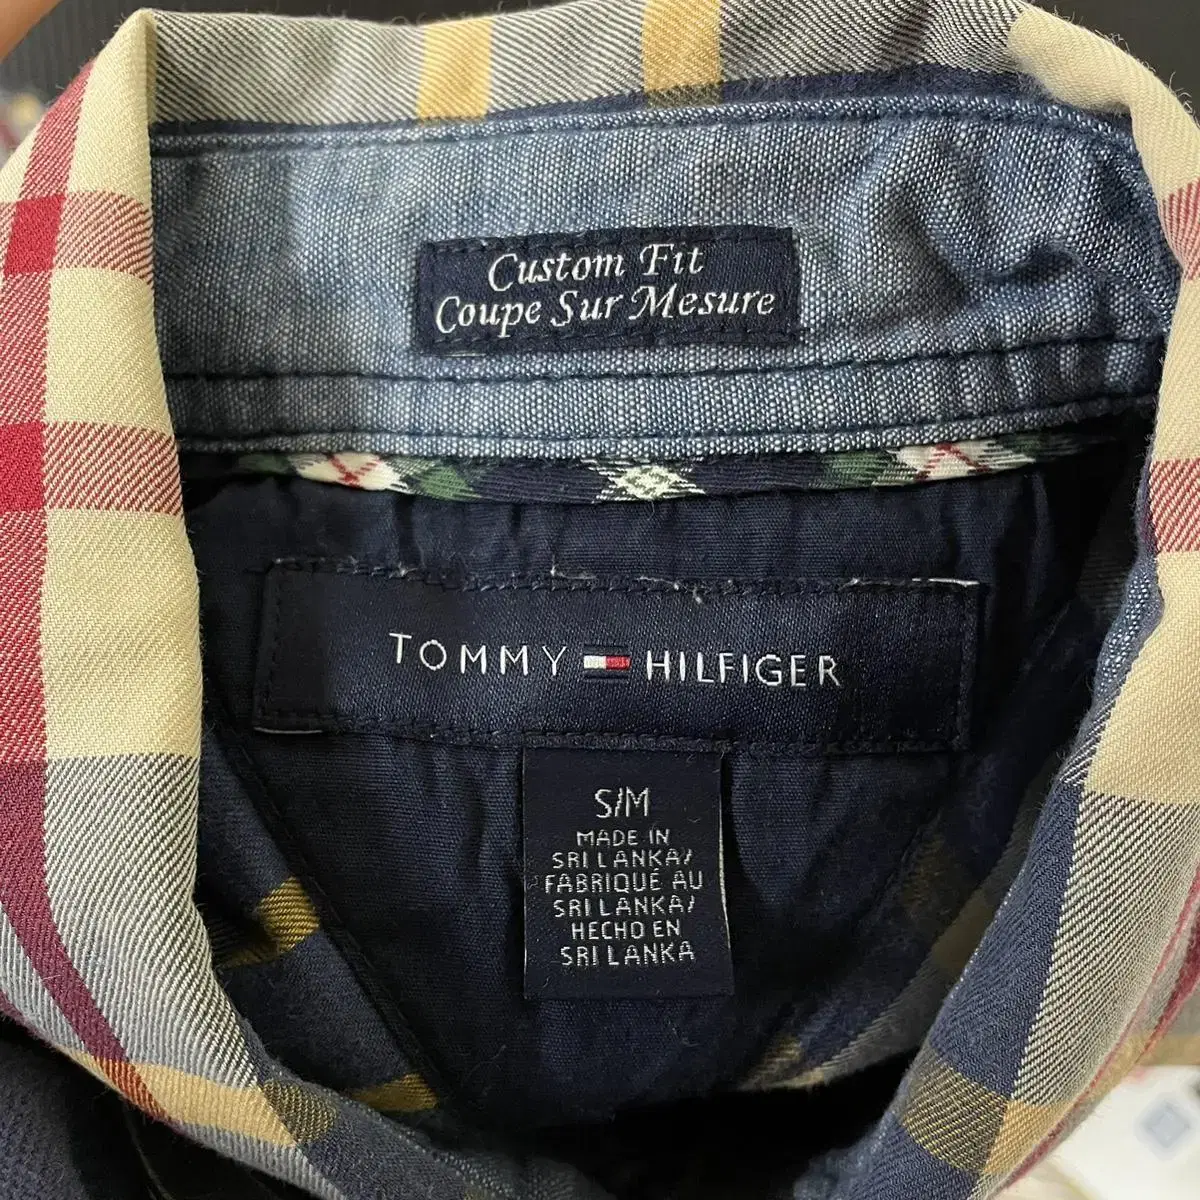 Custom Fit
Coupe Sur Mesure
TOMMY HILFIGER
S/M
MADE IN
SRI LANKA/
FABRIQUÉ AU
SRI LANKA/
HECHO EN
SRI LANKA